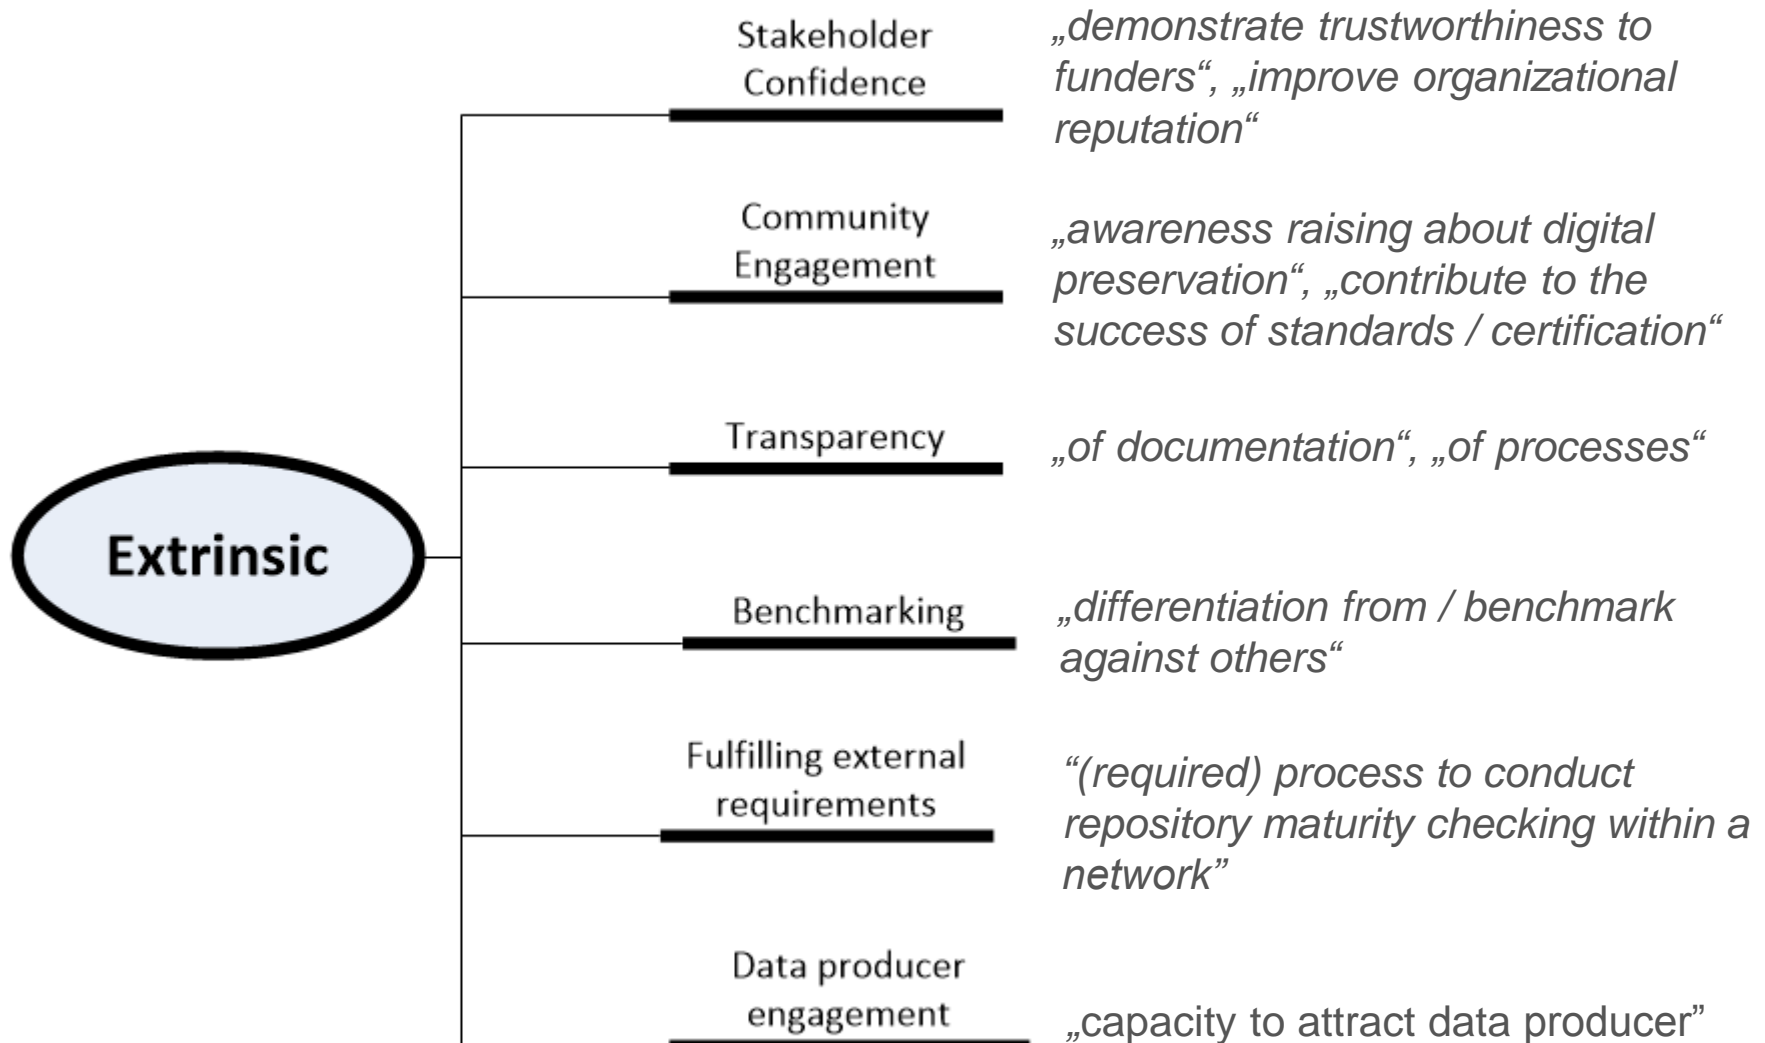 Stakeholder
Confidence
„demonstrate trustworthiness to
funders“, „improve organizational
reputation“
Community
Engagement
„awareness raising about digital
preservation“, „contribute to the
success of standards / certification“
Transparency
„of documentation“, „of processes“
Extrinsic
Benchmarking
„differentiation from / benchmark
against others“
Fulfilling external
requirements
“(required) process to conduct
repository maturity checking within a
network”
Data producer
engagement
„capacity to attract data producer”